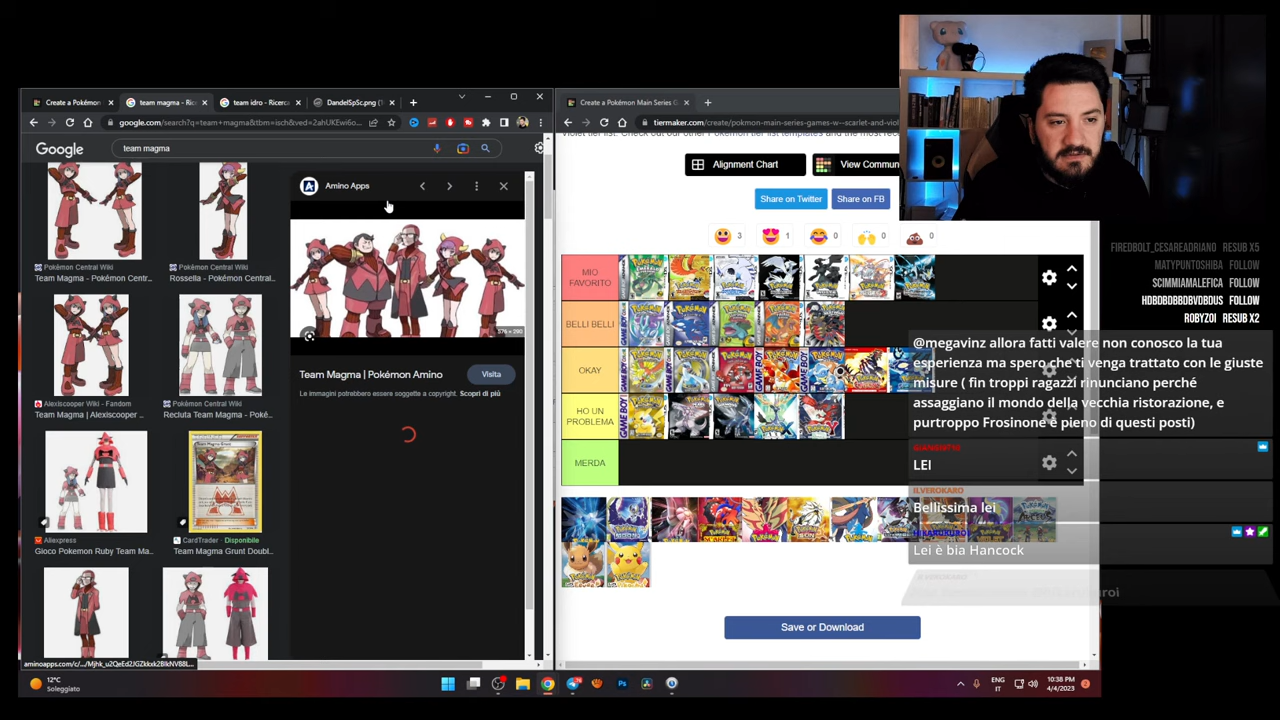 Create a Pokémon
team magma - Ric
team idro - Ricerca
DandelSpSc.png (
google.com/search?q=team+magma&tbm=isch&ved=2ahUKEwi6o...
Google
team magma
Pokémon Central Wiki
Team Magma - Pokémon Centr...
Pokémon Central Wiki
Rossella - Pokémon Central...
Alexiscooper - Fandom
Team Magma | Alexiscooper ...
Pokémon Central Wiki
Recluta Team Magma - Poké...
Aliexpress
Gioco Pokemon Ruby Team Ma...
CardTrader - Disponibile
Team Magma Grunt Doubl...
Amino Apps
576 × 290
Team Magma | Pokémon Amino
Visita
Le immagini potrebbero essere soggette a copyright. Scopri di più
Create a Pokémon Main Series G
tiermaker.com/create/pokmon-main-series-games-w--scarlet-and-viol
Alignment Chart
View Commun
Share on Twitter
Share on FB
3
1
0
0
0
MIO FAVORITO
BELLI BELLI
OKAY
HO UN PROBLEMA
MERDA
Save or Download
FIREBOLT_CESAREADRIANO RESUB X5
MATYPUNTOSHIBA FOLLOW
SCIMMIAMALEFICA FOLLOW
HDBOBDBBDBVDBDUS FOLLOW
ROBYZOI RESUB X2
@megavinz allora fatti valere non conosco la tua
esperienza ma spero che ti venga trattato con le giuste
misure ( fin troppi ragazzi rinunciano perché
assaggiano il mondo della vecchia ristorazione, e
purtroppo Frosinone è pieno di questi posti)
LEI
ILVEROKARO
Bellissima lei
Lei è bia Hancock
12°C
Soleggiato
ENG
IT
10:38 PM
4/4/2023